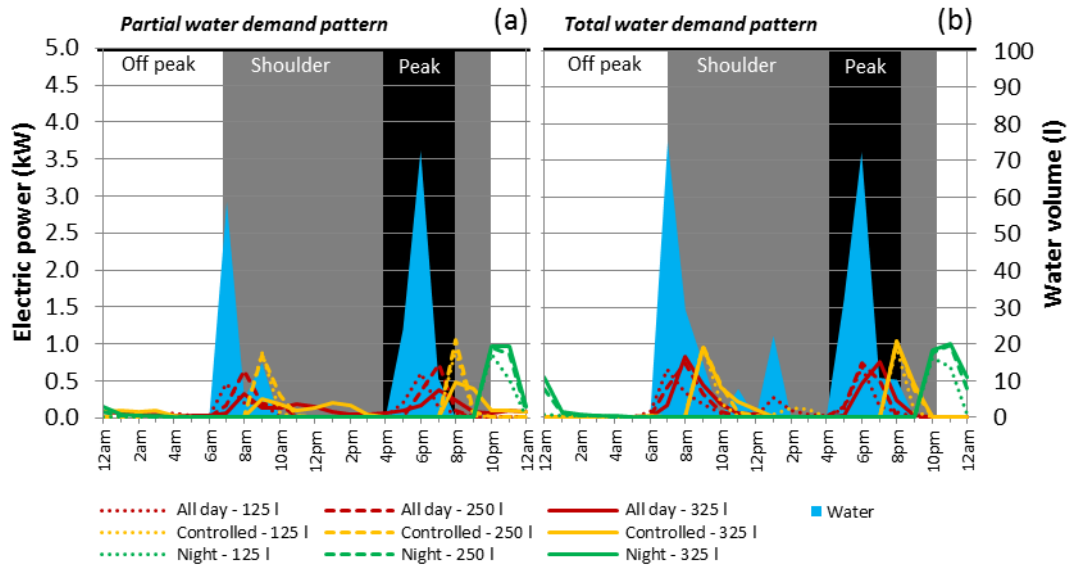 Partial water demand pattern (a)
Total water demand pattern (b)
Electric power (kW)
5.0
4.5
4.0
3.5
3.0
2.5
2.0
1.5
1.0
0.5
0.0
Off peak Shoulder Peak
12am 2am 4am 6am 8am 10am 12pm 2pm 4pm 6pm 8pm 10pm 12am
Off peak Shoulder Peak
12am 2am 4am 6am 8am 10am 12pm 2pm 4pm 6pm 8pm 10pm 12am
100
90
80
70
60
50
40
30
20
10
0
Water volume (l)
All day - 125 l All day - 250 l All day - 325 l Water
Controlled - 125 l Controlled - 250 l Controlled - 325 l
Night - 125 l Night - 250 l Night - 325 l